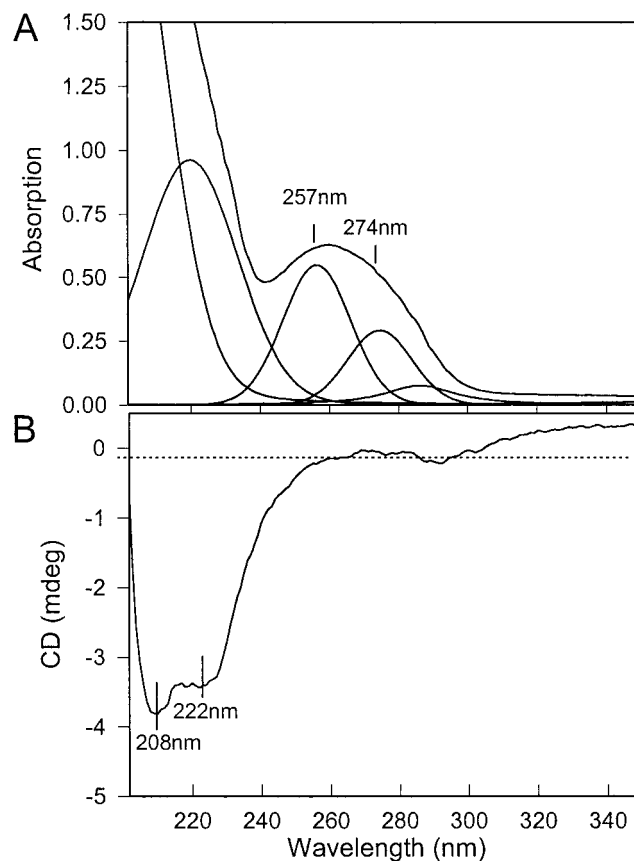 A
Absorption
1.50
1.25
1.00
0.75
0.50
0.25
0.00
257nm
274nm
B
CD (mdeg)
0
-1
-2
-3
-4
-5
208nm
222nm
220 240 260 280 300 320 340
Wavelength (nm)